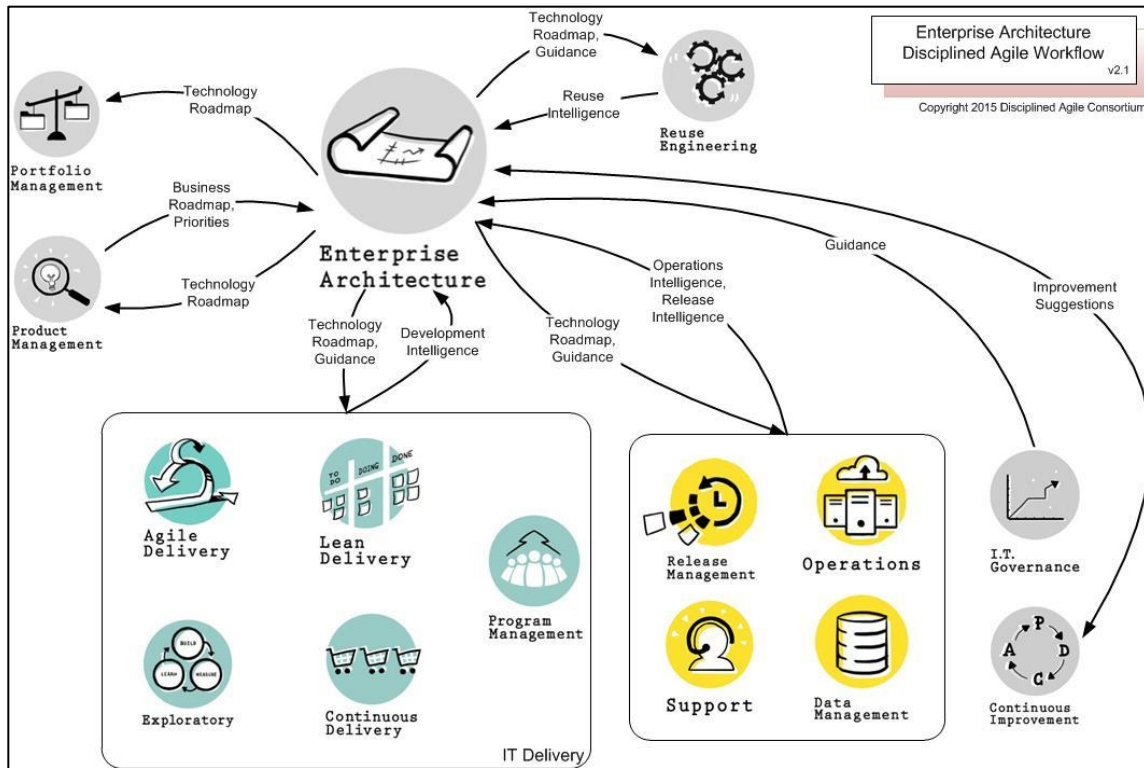 Enterprise Architecture
Disciplined Agile Workflow
v2.1
Copyright 2015 Disciplined Agile Consortium
Technology
Roadmap,
Guidance
Reuse
Intelligence
Reuse
Engineering
Technology
Roadmap
Portfolio
Management
Business
Roadmap,
Priorities
Technology
Roadmap
Product
Management
Enterprise
Architecture
Technology
Roadmap,
Guidance
Development
Intelligence
Operations
Intelligence,
Release
Intelligence
Technology
Roadmap,
Guidance
Guidance
Improvement
Suggestions
Agile
Delivery
TO
DO
DOING
DONE
Lean
Delivery
Program
Management
BUILD
LEARN
MEASURE
Exploratory
Continuous
Delivery
IT Delivery
Release
Management
Operations
Support
Data
Management
I.T.
Governance
P
A
D
C
Continuous
Improvement